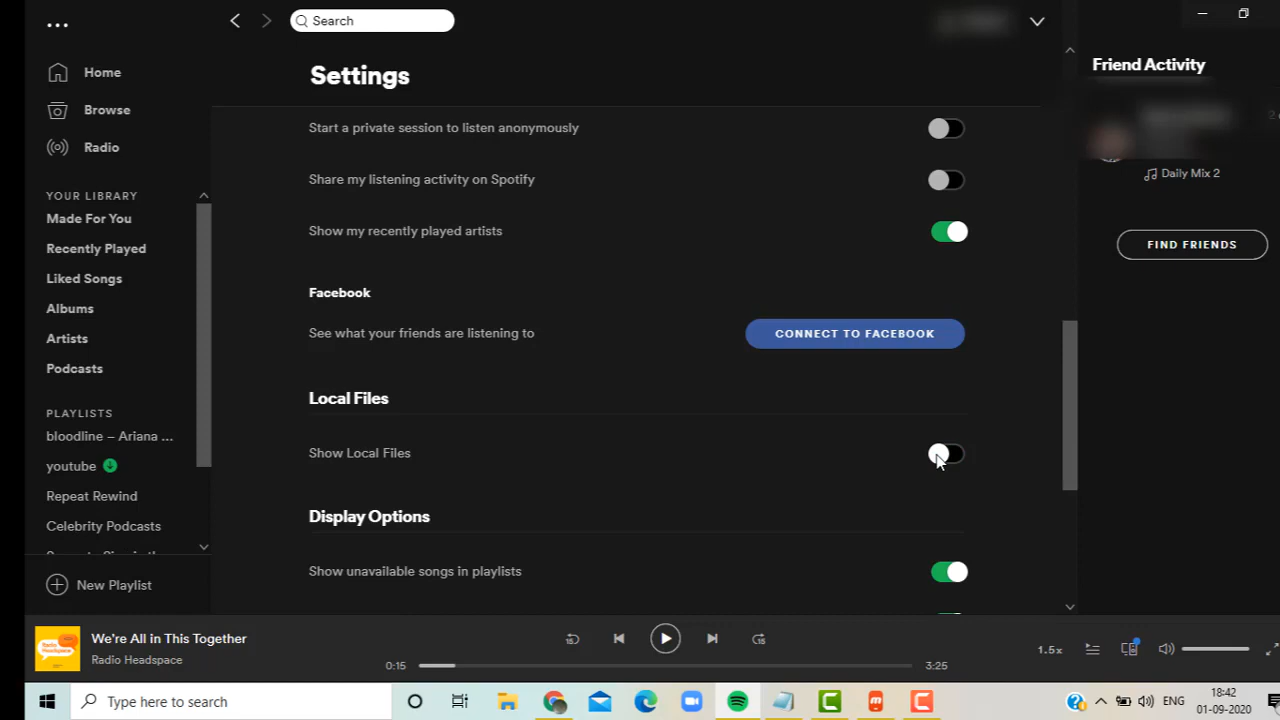 Search
Home
Browse
Radio
YOUR LIBRARY
Made For You
Recently Played
Liked Songs
Albums
Artists
Podcasts
PLAYLISTS
bloodline – Ariana ...
youtube
Repeat Rewind
Celebrity Podcasts
New Playlist
Settings
Start a private session to listen anonymously
Share my listening activity on Spotify
Show my recently played artists
Facebook
See what your friends are listening to
CONNECT TO FACEBOOK
Local Files
Show Local Files
Display Options
Show unavailable songs in playlists
Friend Activity
Daily Mix 2
FIND FRIENDS
We're All in This Together
Radio Headspace
0:15
3:25
15
15
1.5x
Type here to search
ENG
18:42
01-09-2020